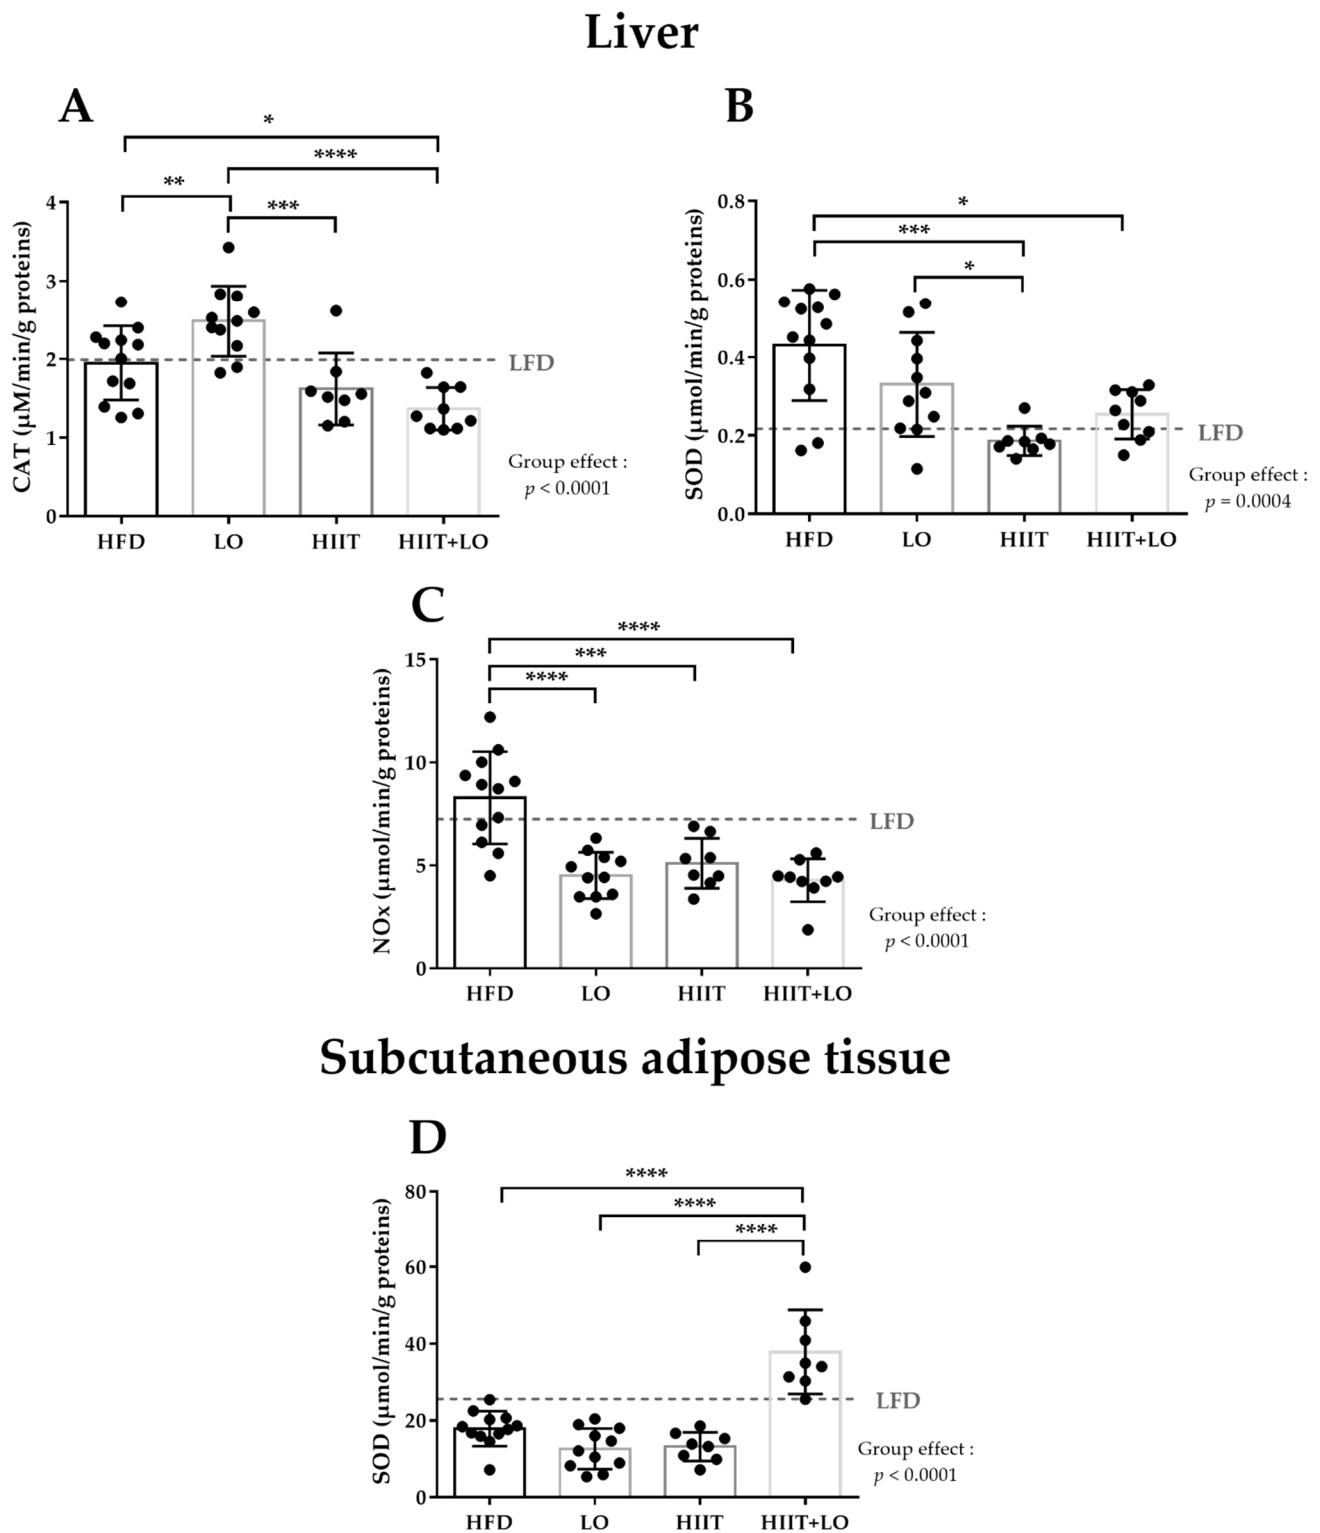 Liver
A
*
****
**
***
4
3
2
1
0
CAT (µM/min/g proteins)
LFD
Group effect :
p < 0.0001
HFD
LO
HIIT
HIIT+LO
B
*
***
*
0.8
0.6
0.4
0.2
0.0
SOD (µmol/min/g proteins)
LFD
Group effect :
p = 0.0004
HFD
LO
HIIT
HIIT+LO
C
****
***
****
15
10
5
0
NOx (µmol/min/g proteins)
LFD
Group effect :
p < 0.0001
HFD
LO
HIIT
HIIT+LO
Subcutaneous adipose tissue
D
****
****
****
80
60
40
20
0
SOD (µmol/min/g proteins)
LFD
Group effect :
p < 0.0001
HFD
LO
HIIT
HIIT+LO